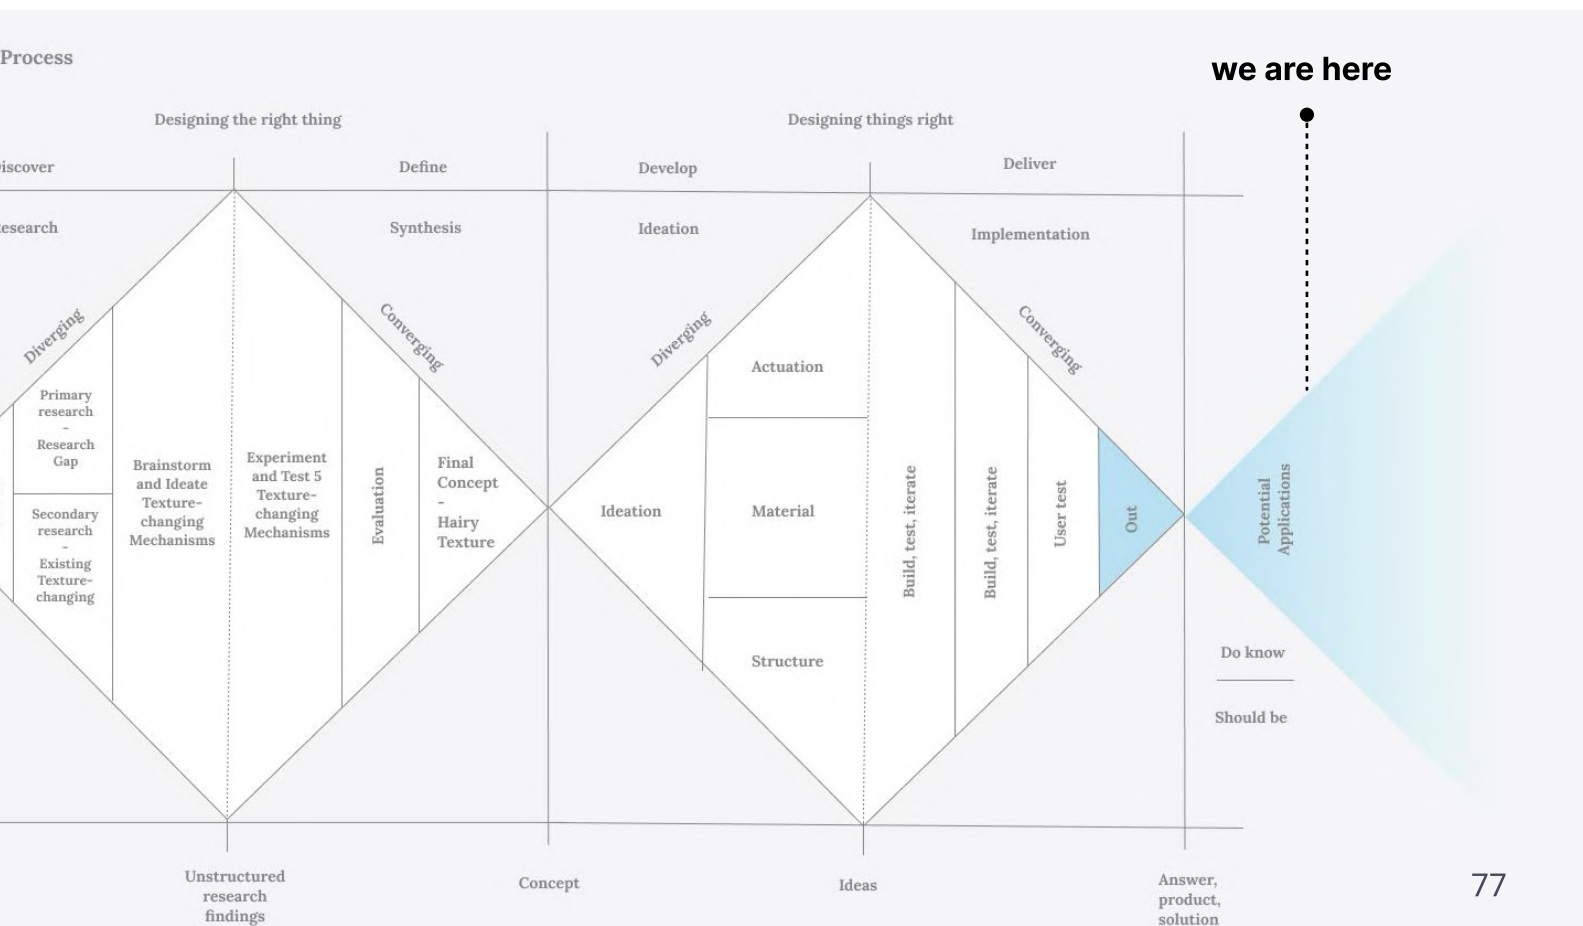 Process
we are here
Designing the right thing
Designing things right
iscover
Define
Develop
Deliver
esearch
Synthesis
Ideation
Implementation
Diverging
Converging
Diverging
Converging
Primary
research
-
Research
Gap
Secondary
research
-
Existing
Texture-
changing
Brainstorm
and Ideate
Texture-
changing
Mechanisms
Experiment
and Test 5
Texture-
changing
Mechanisms
Evaluation
Final
Concept
-
Hairy
Texture
Ideation
Actuation
Material
Structure
Build, test, iterate
Build, test, iterate
User test
Out
Potential
Applications
Do know
Should be
Unstructured
research
findings
Concept
Ideas
Answer,
product,
solution
77